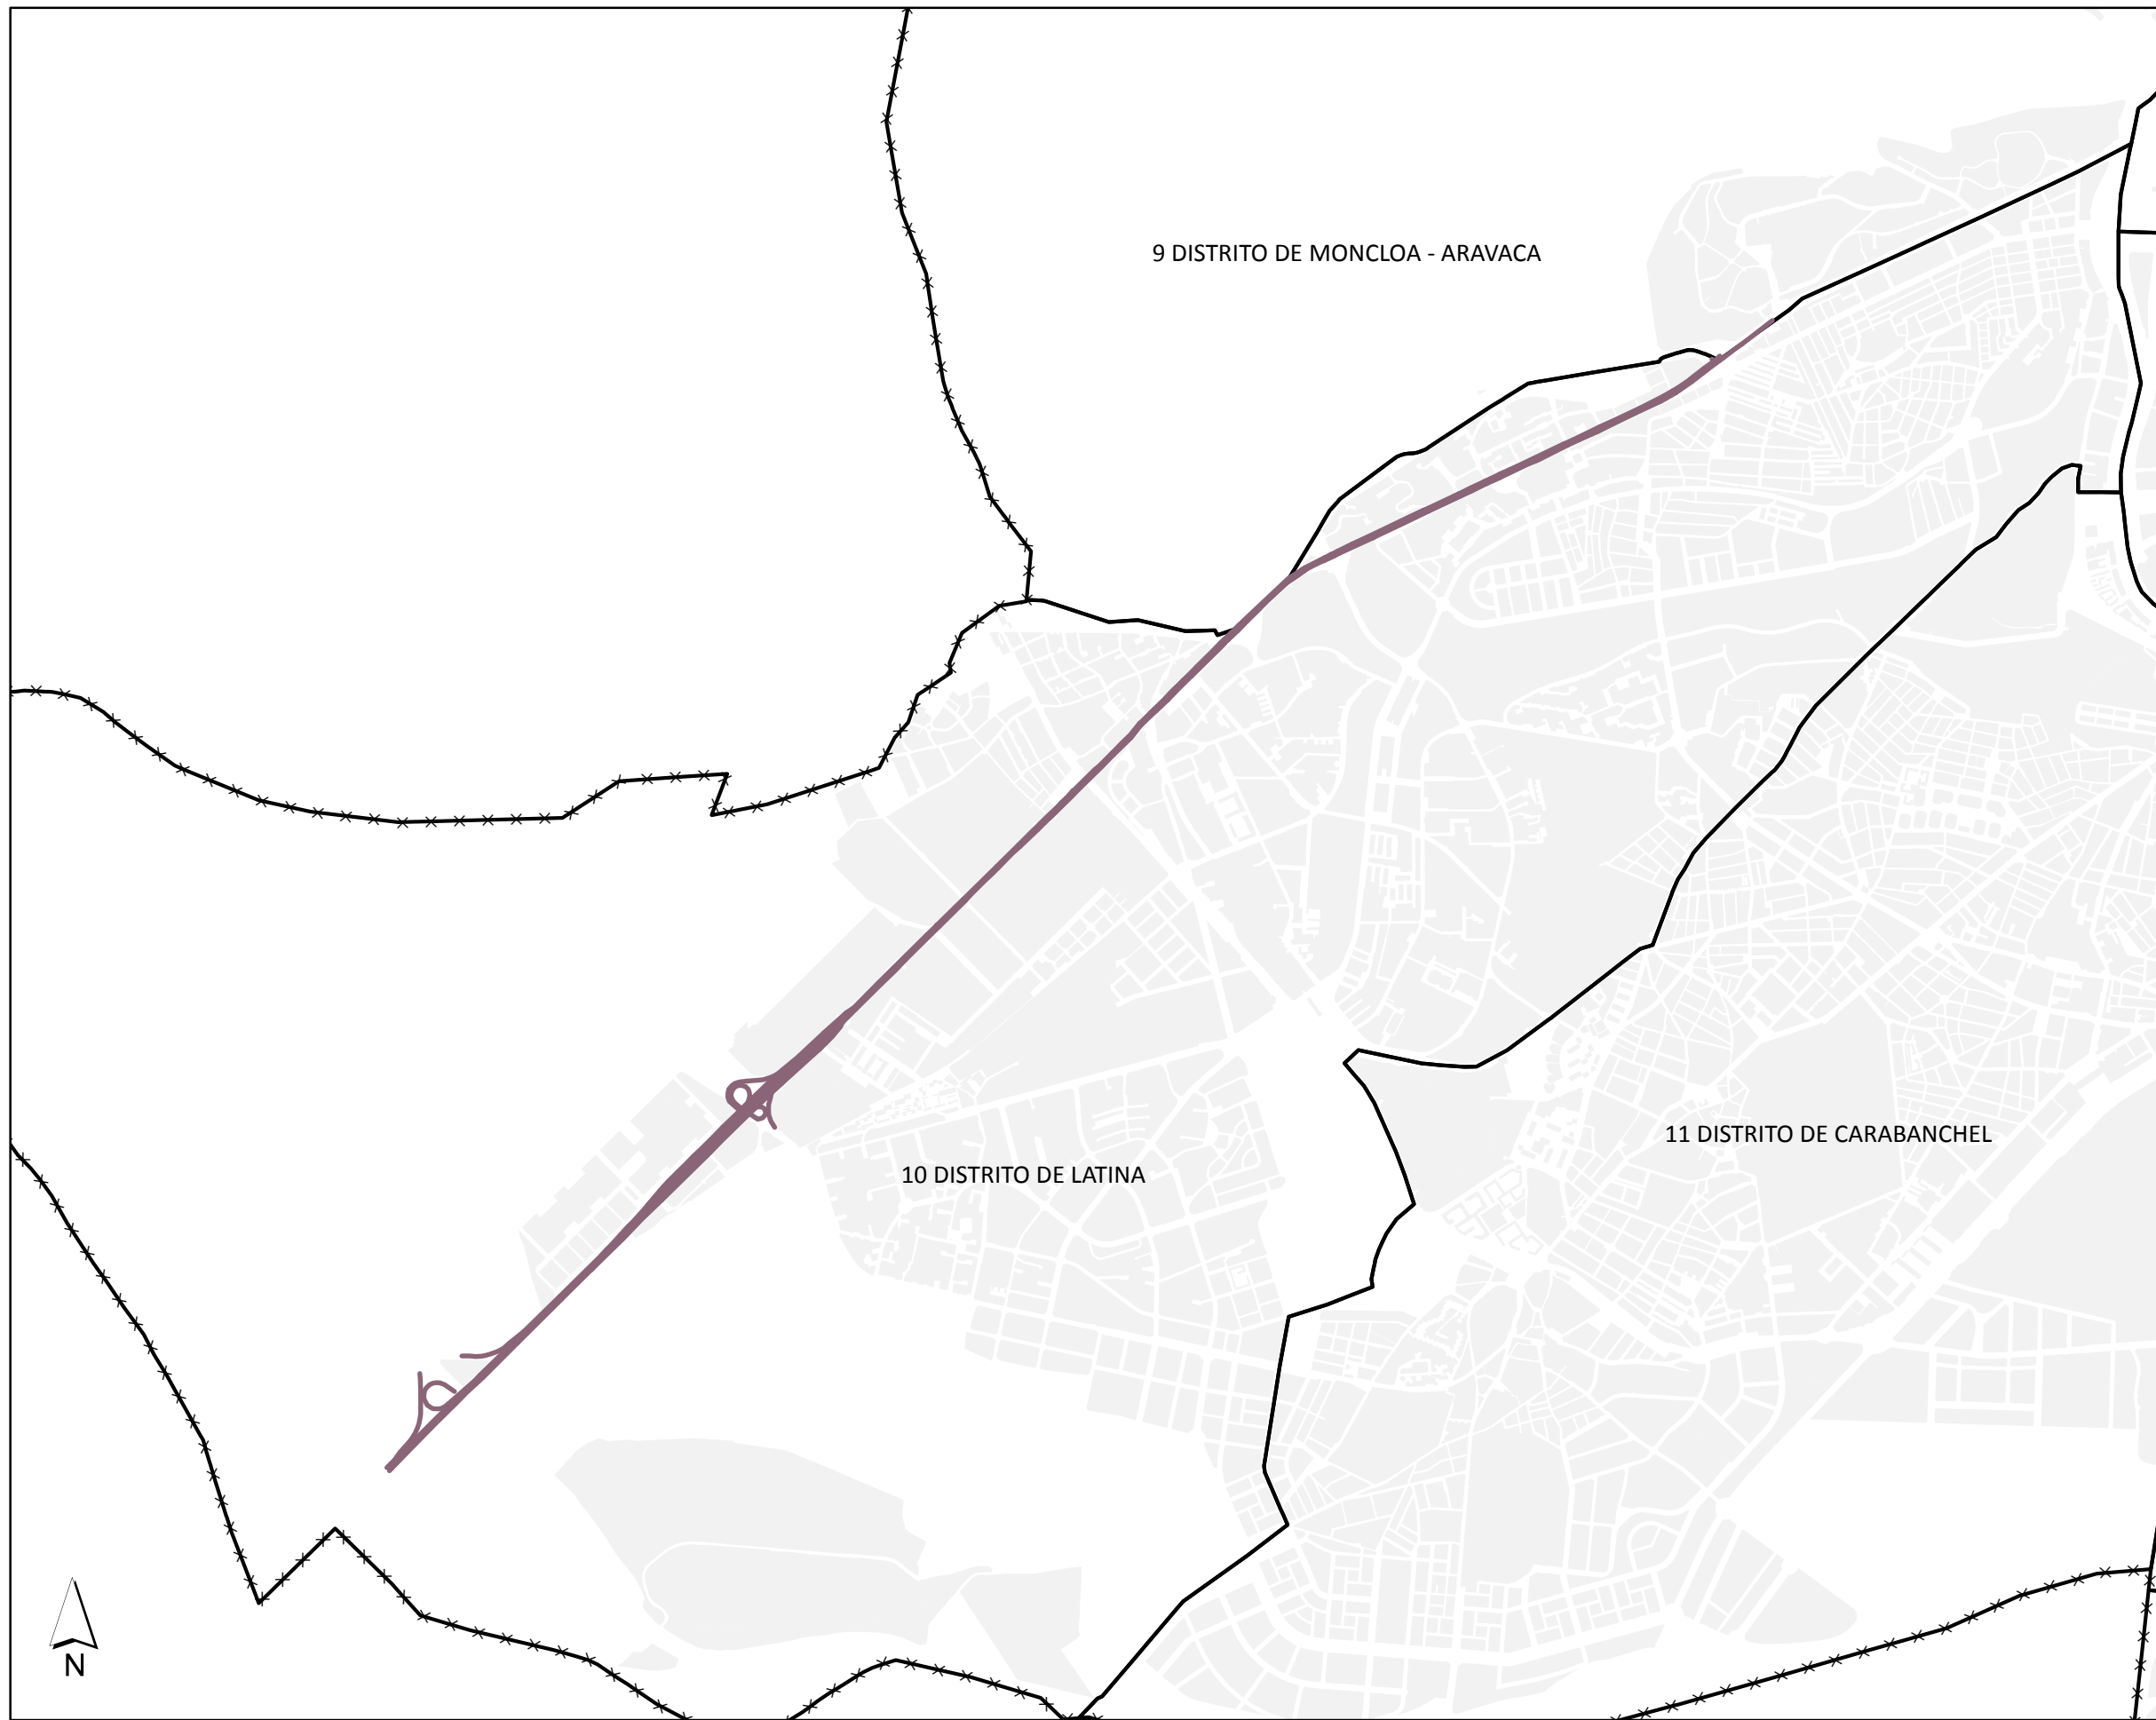 9 DISTRITO DE MONCLOA - ARAVACA
11 DISTRITO DE CARABANCHEL
10 DISTRITO DE LATINA
N